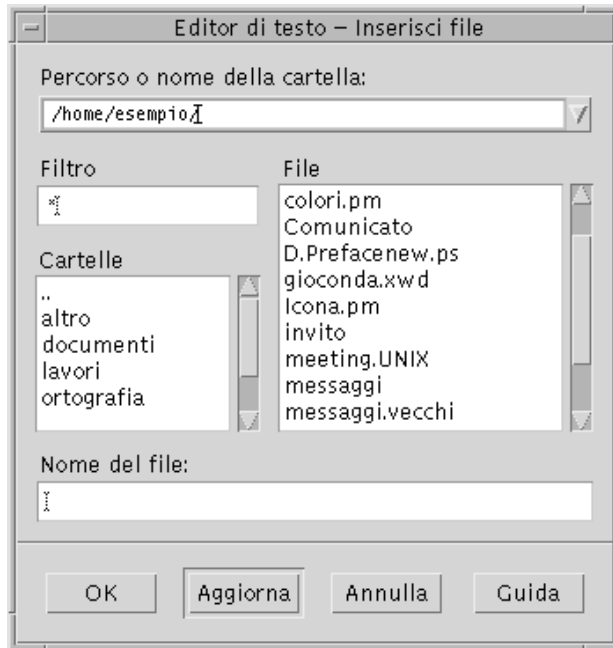 Editor di testo – Inserisci file
Percorso o nome della cartella:
/home/esempio/
Filtro
*
File
colori.pm
Comunicato
D.Prefacenew.ps
gioconda.xwd
Icona.pm
invito
meeting.UNIX
messaggi
messaggi.vecchi
Cartelle
..
altro
documenti
lavori
ortografia
Nome del file:
OK
Aggiorna
Annulla
Guida